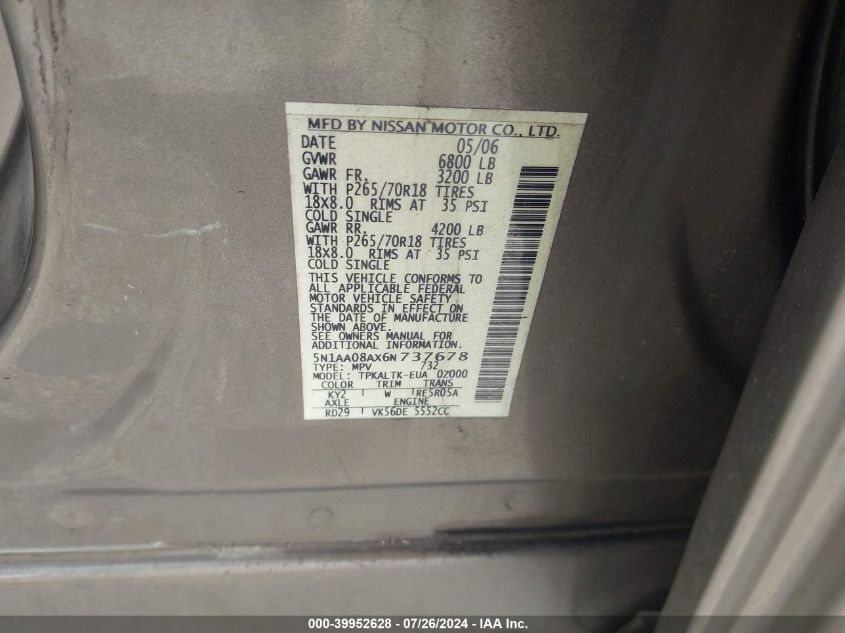 MFD BY NISSAN MOTOR CO., LTD.
DATE 05/06
GVWR 6800 LB
GAWR FR. 3200 LB
WITH P265/70R18 TIRES
18X8.0 RIMS AT 35 PSI
COLD SINGLE
GAWR RR. 4200 LB
WITH P265/70R18 TIRES
18X8.0 RIMS AT 35 PSI
COLD SINGLE
THIS VEHICLE CONFORMS TO
ALL APPLICABLE FEDERAL
MOTOR VEHICLE SAFETY
STANDARDS IN EFFECT ON
THE DATE OF MANUFACTURE
SHOWN ABOVE.
SEE OWNERS MANUAL FOR
ADDITIONAL INFORMATION
5N1AA08AX6N737678
TYPE: MPV 732
MODEL: TPKALTK-EUA 02000
COLOR TRIM TRANS
KY2 W RE5R05A
AXLE ENGINE
RD29 VK56DE 5552CC
000-39952628 - 07/26/2024 - IAA Inc.